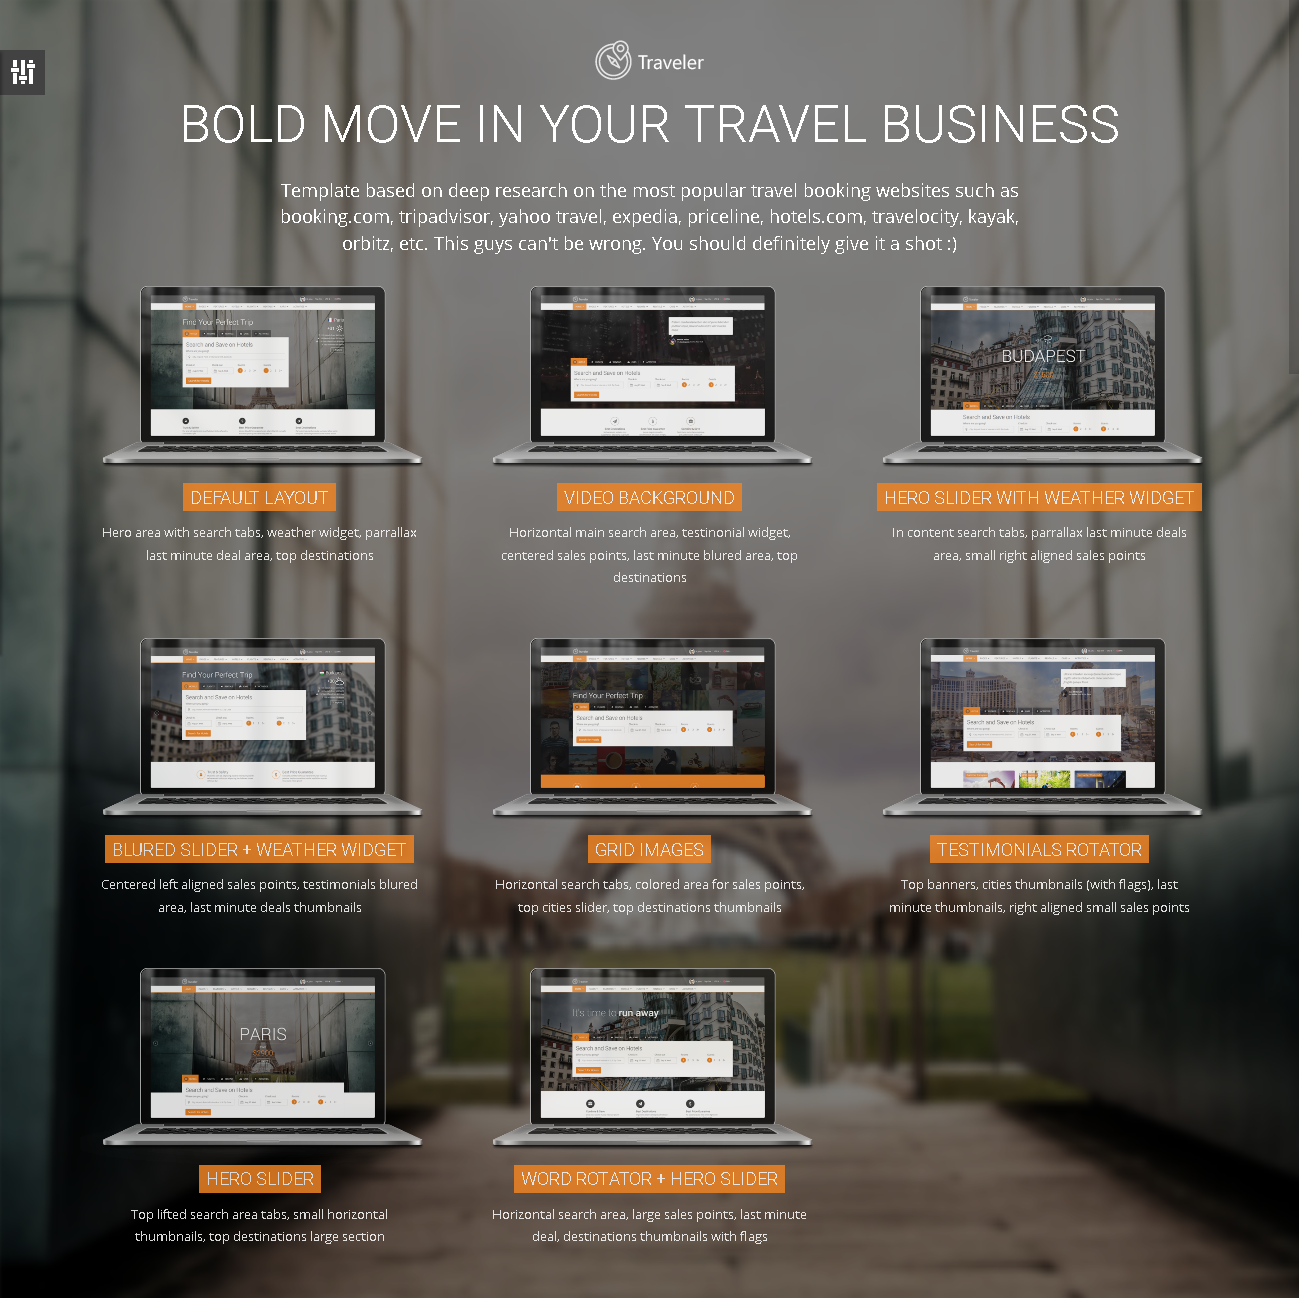 Traveler
BOLD MOVE IN YOUR TRAVEL BUSINESS
Template based on deep research on the most popular travel booking websites such as
booking.com, tripadvisor, yahoo travel, expedia, priceline, hotels.com, travelocity, kayak,
orbitz, etc. This guys can't be wrong. You should definitely give it a shot :)
Find Your Perfect Trip
Search and Save on Hotels
Search and Save on Hotels
BUDAPEST
Search and Save on Hotels
DEFAULT LAYOUT
Hero area with search tabs, weather widget, parrallax
last minute deal area, top destinations
VIDEO BACKGROUND
Horizontal main search area, testinonial widget,
centered sales points, last minute blured area, top
destinations
HERO SLIDER WITH WEATHER WIDGET
In content search tabs, parrallax last minute deals
area, small right aligned sales points
Find Your Perfect Trip
Search and Save on Hotels
Find Your Perfect Trip
Search and Save on Hotels
Search and Save on Hotels
BLURED SLIDER + WEATHER WIDGET
Centered left aligned sales points, testimonials blured
area, last minute deals thumbnails
GRID IMAGES
Horizontal search tabs, colored area for sales points,
top cities slider, top destinations thumbnails
TESTIMONIALS ROTATOR
Top banners, cities thumbnails (with flags), last
minute thumbnails, right aligned small sales points
PARIS
Search and Save on Hotels
It's time to run away
Search and Save on Hotels
HERO SLIDER
Top lifted search area tabs, small horizontal
thumbnails, top destinations large section
WORD ROTATOR + HERO SLIDER
Horizontal search area, large sales points, last minute
deal, destinations thumbnails with flags